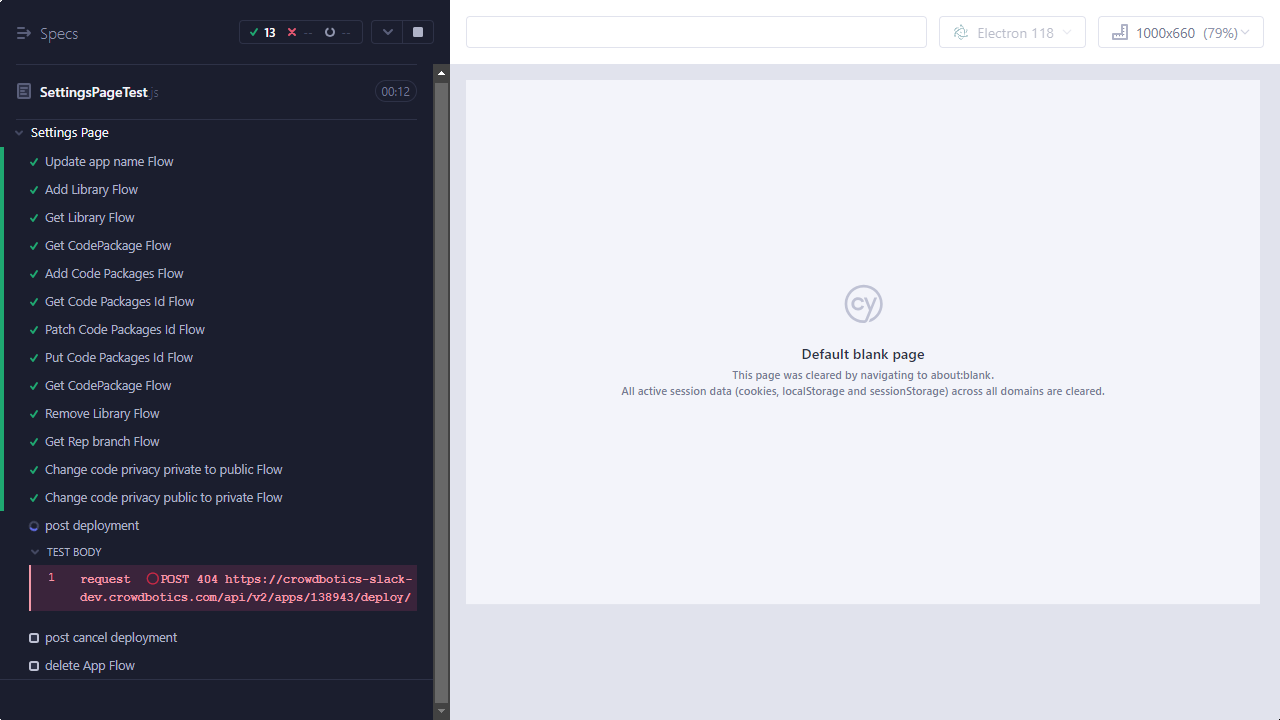 Specs
13
--
--
Electron 118
1000x660 (79%)
SettingsPageTest.js
00:12
Settings Page
Update app name Flow
Add Library Flow
Get Library Flow
Get CodePackage Flow
Add Code Packages Flow
Get Code Packages Id Flow
Patch Code Packages Id Flow
Put Code Packages Id Flow
Get CodePackage Flow
Remove Library Flow
Get Rep branch Flow
Change code privacy private to public Flow
Change code privacy public to private Flow
post deployment
TEST BODY
1 request POST 404 https://crowdbotics-slack-
dev.crowdbotics.com/api/v2/apps/138943/deploy/
post cancel deployment
delete App Flow
cy
Default blank page
This page was cleared by navigating to about:blank.
All active session data (cookies, localStorage and sessionStorage) across all domains are cleared.